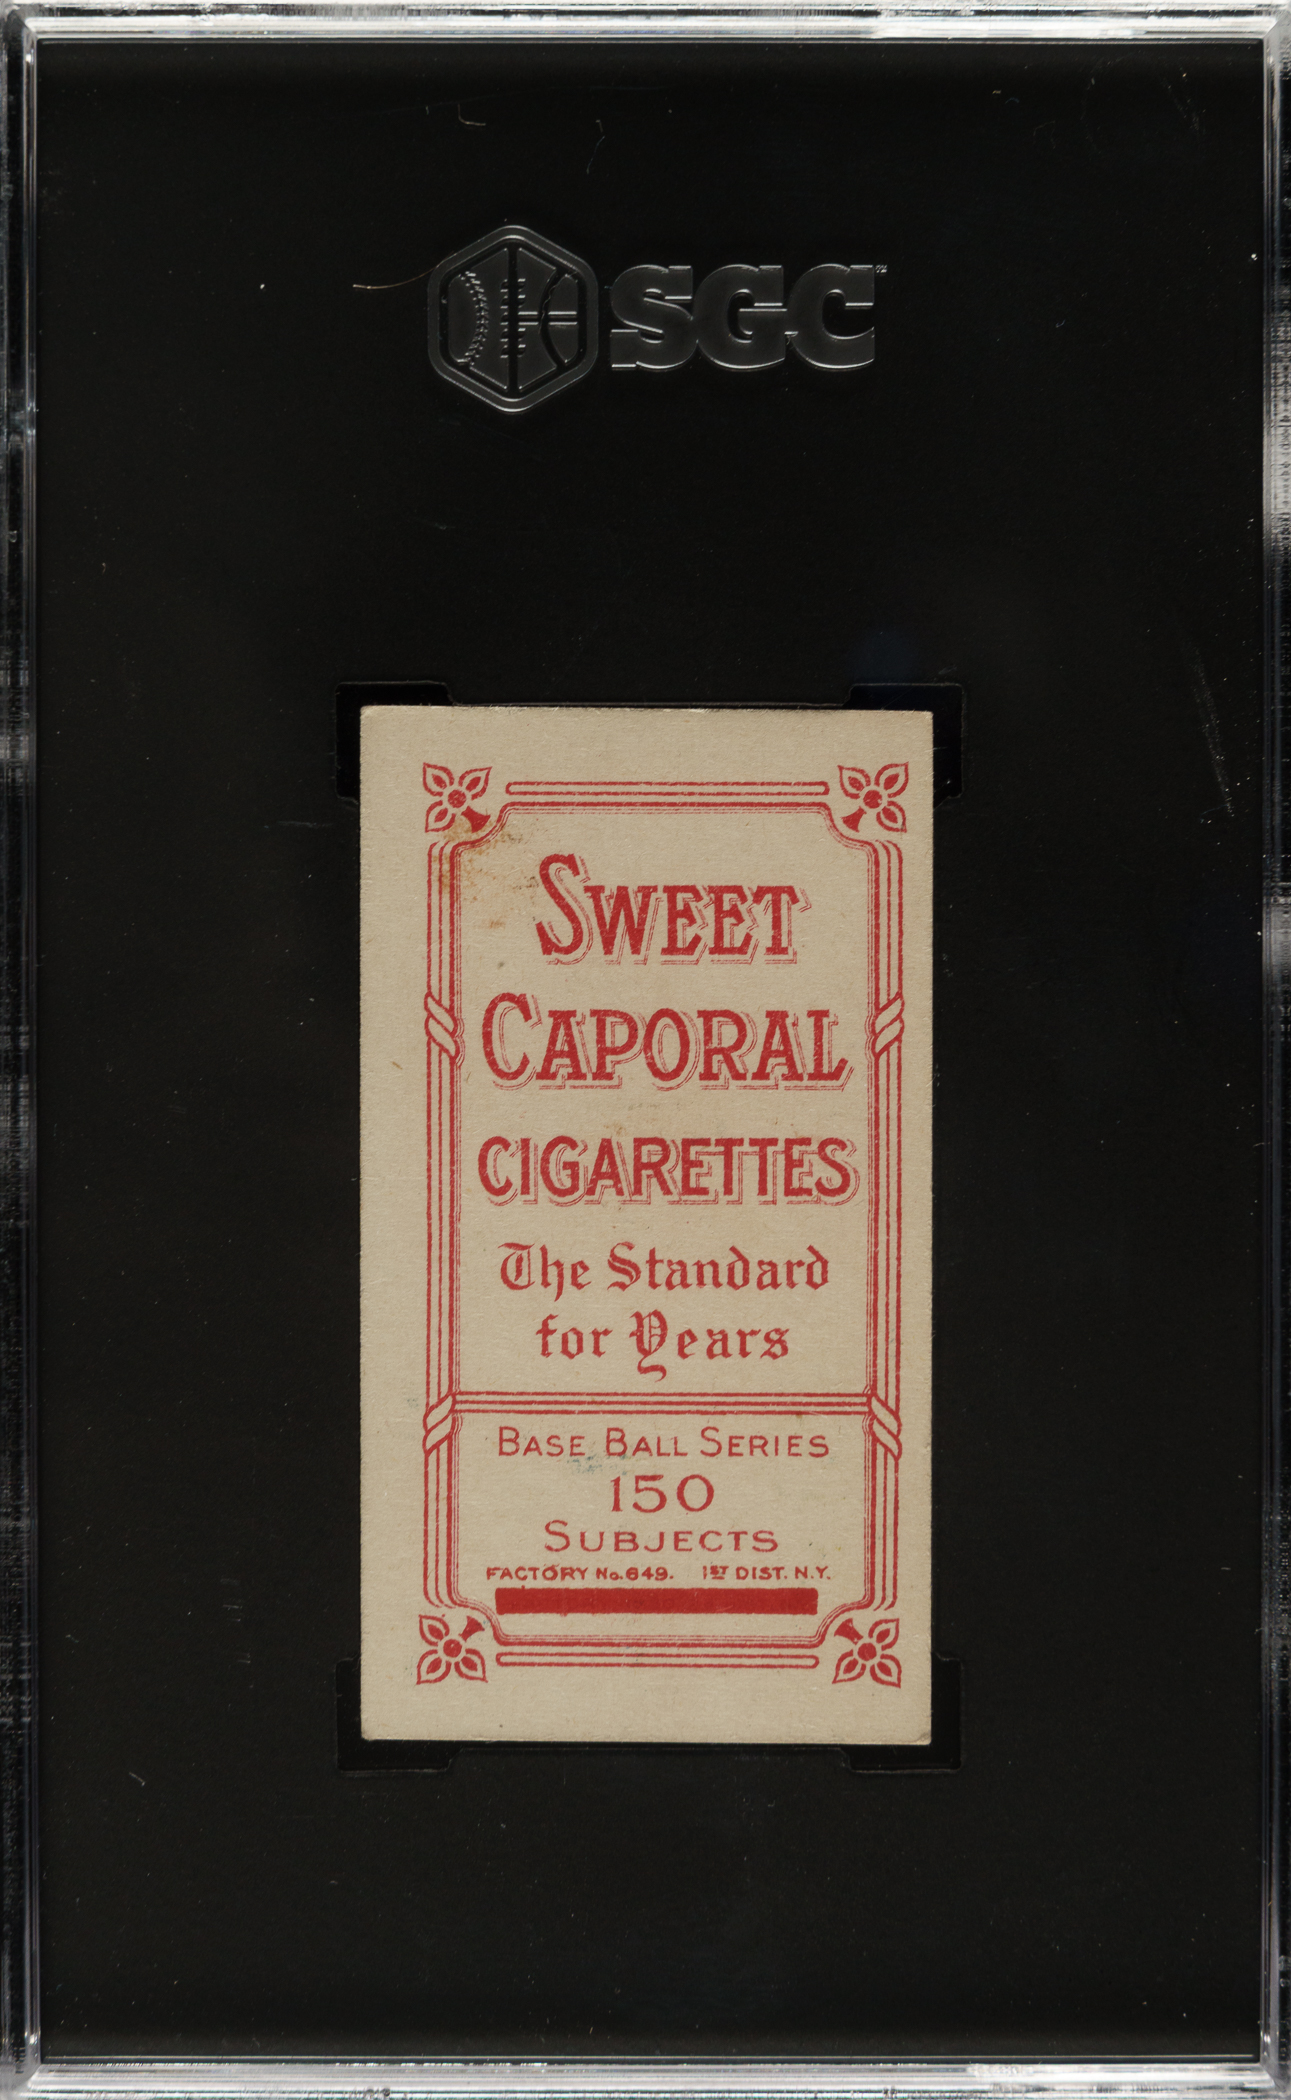 SGC
SWEET
CAPORAL
CIGARETTES
The Standard
for Years
BASE BALL SERIES
150
SUBJECTS
FACTORY No. 649. 1ST DIST. N.Y.